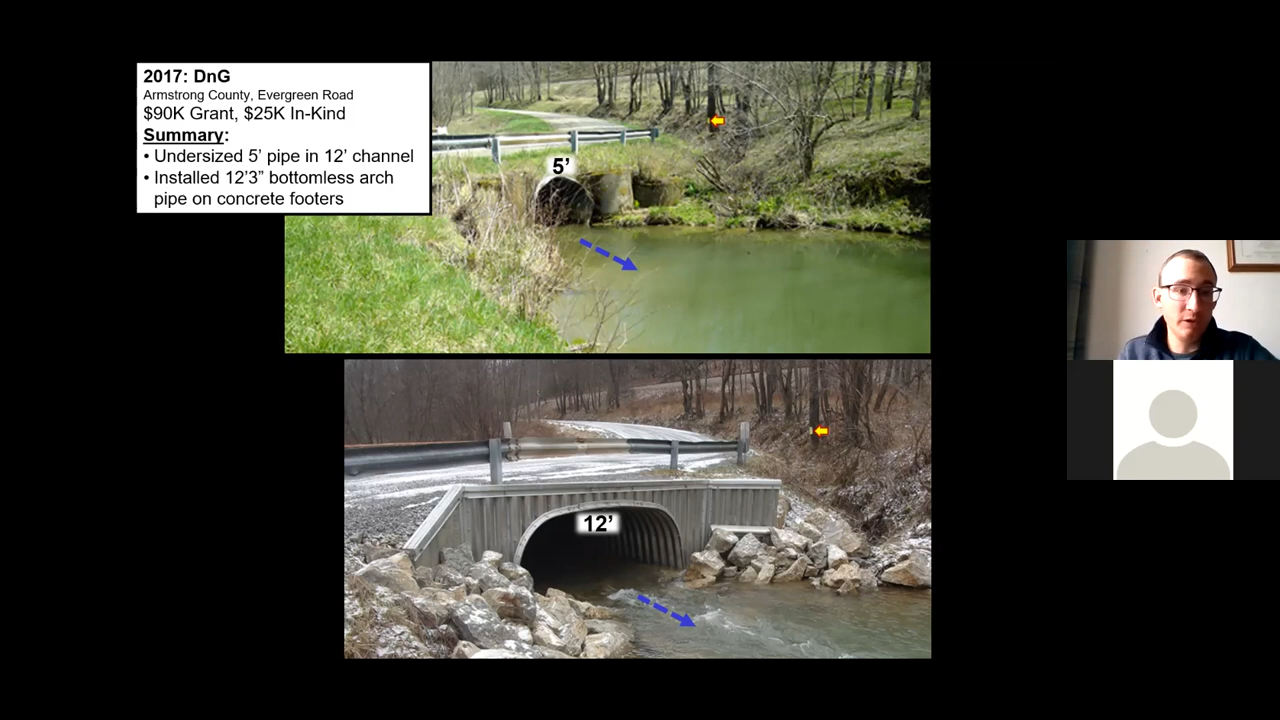 2017: DnG
Armstrong County, Evergreen Road
$90K Grant, $25K In-Kind
Summary:
• Undersized 5' pipe in 12' channel
• Installed 12'3" bottomless arch
pipe on concrete footers
5'
12'